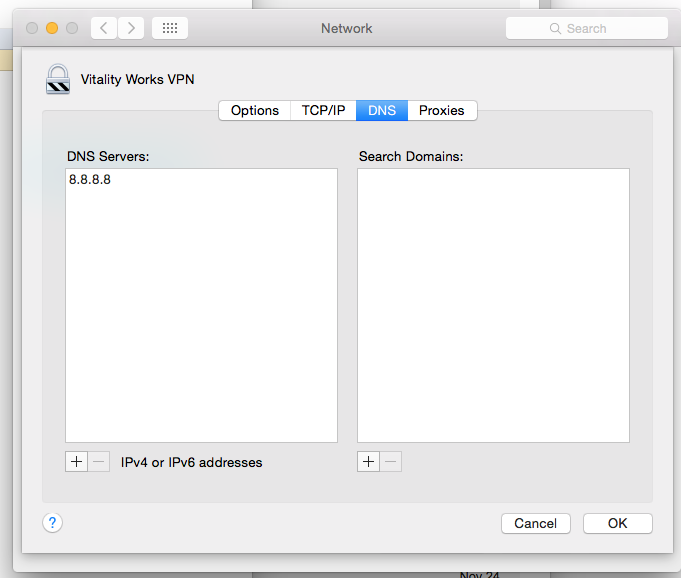 Network
Search
Vitality Works VPN
Options TCP/IP DNS Proxies
DNS Servers: Search Domains:
8.8.8.8
+ − IPv4 or IPv6 addresses + −
? Cancel OK
Nov 24